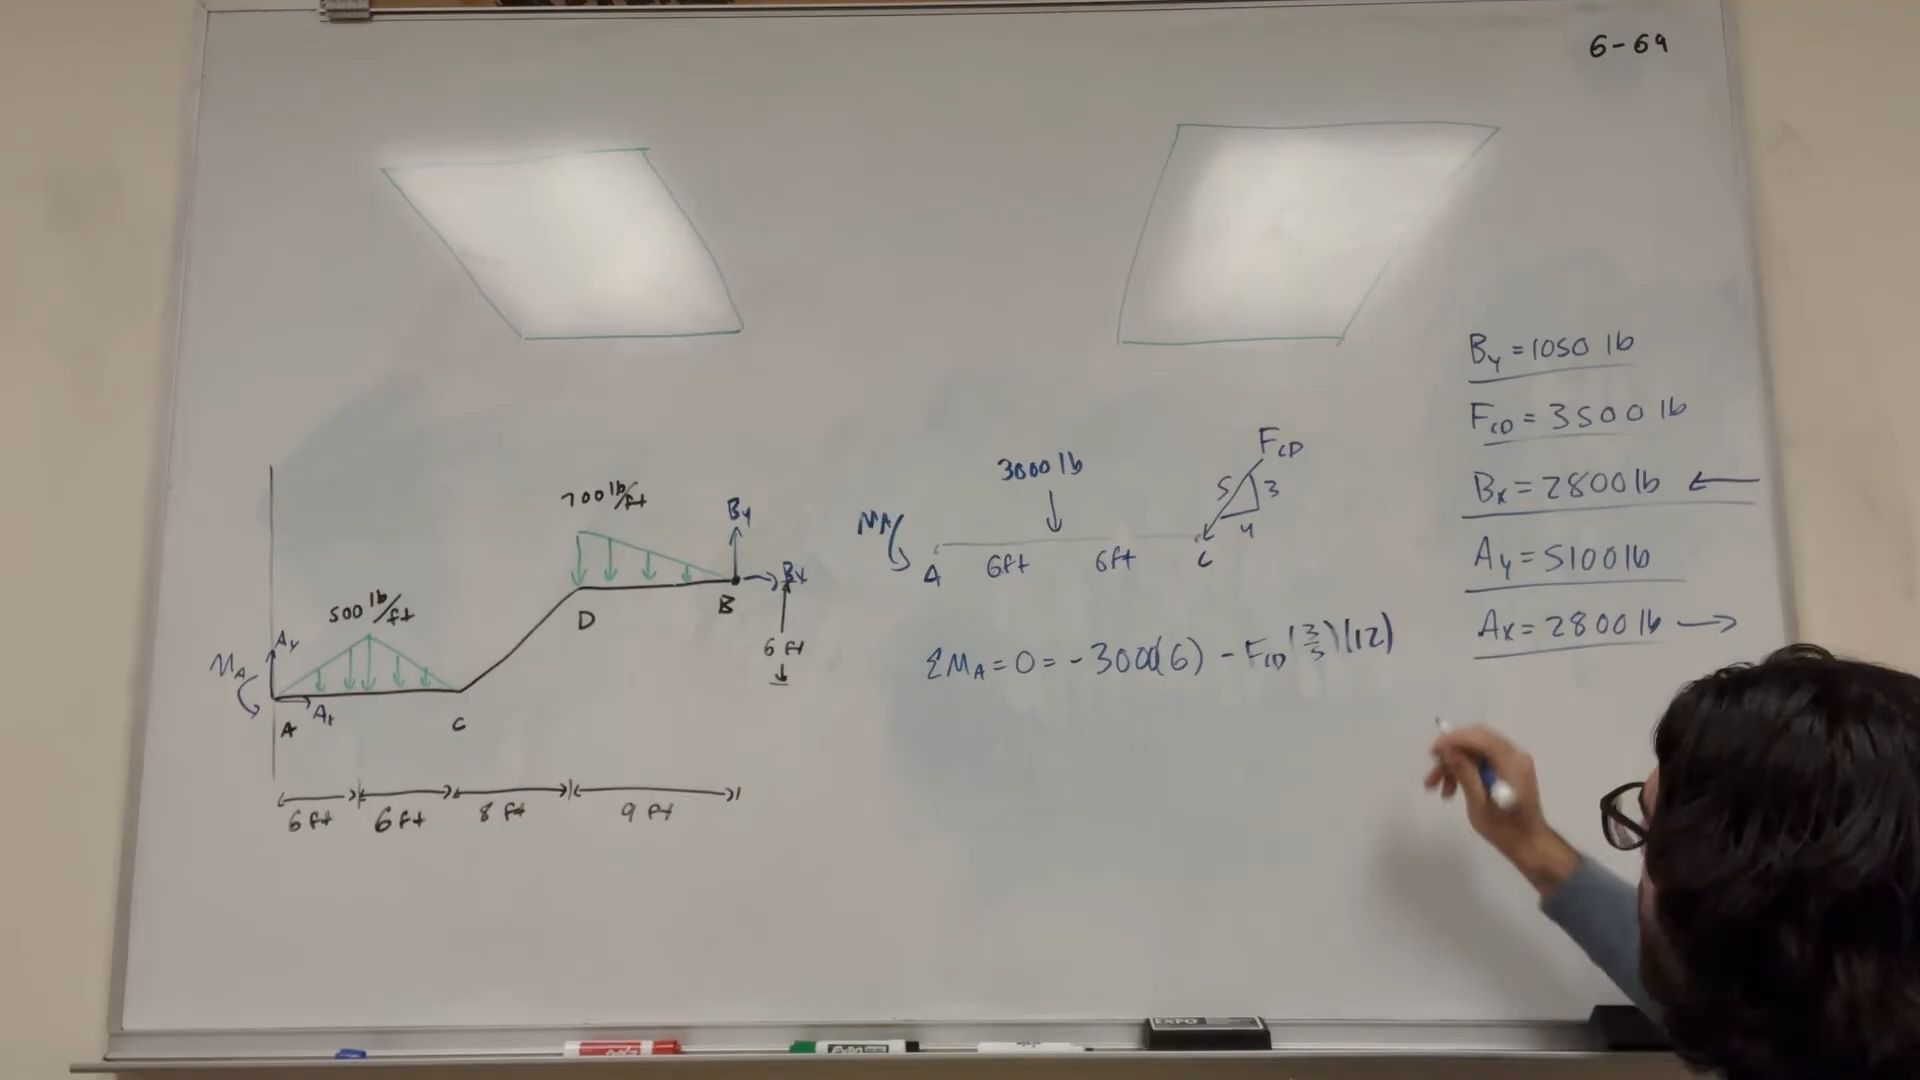 6-69
By = 1050 lb
FCD = 3500 lb
Bx = 2800 lb ←
Ay = 5100 lb
Ax = 2800 lb →
700 lb/ft
By
Bx
B
D
6 ft
500 lb/ft
Ay
MA
A
Ax
C
6 ft 6 ft 8 ft 9 ft
3000 lb
FCD
5
3
4
MA
A 6ft 6ft C
ΣMA = 0 = -3000(6) - FCD (3/5)(12)
EXPO